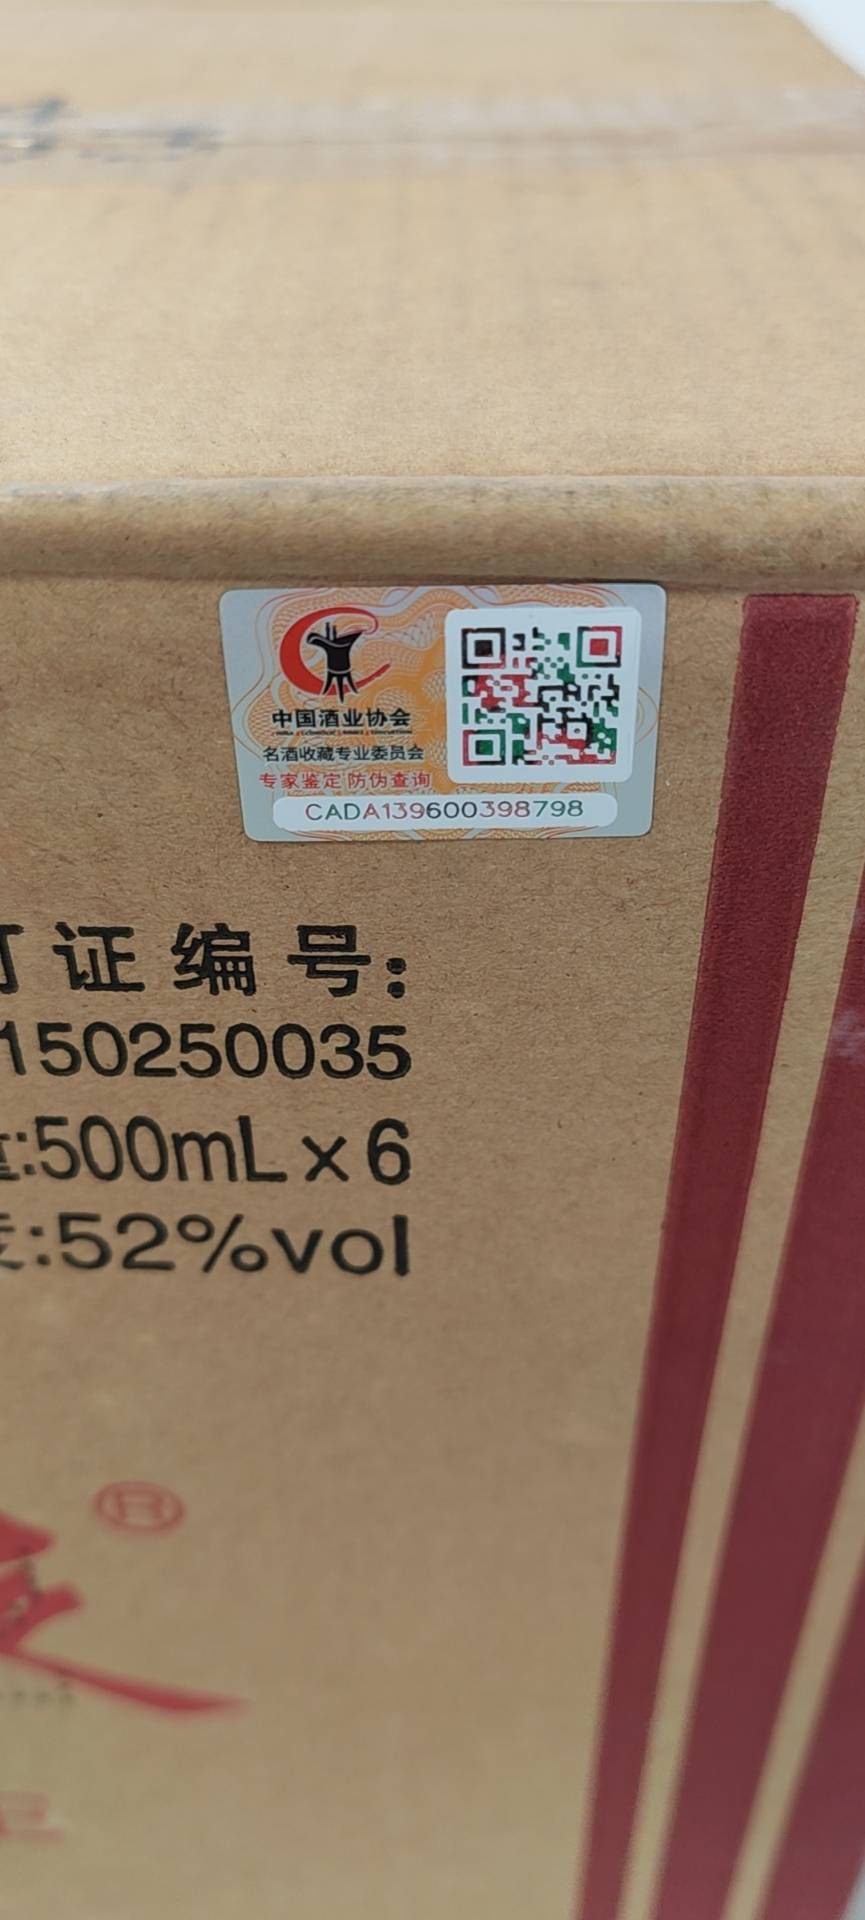 中国酒业协会
名酒收藏专业委员会
专家鉴定 防伪查询
CADA139600398798
证编号:
150250035
:500mL×6
:52%vol
®